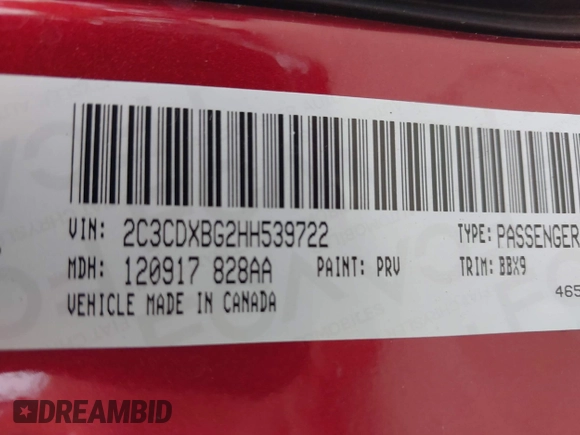 VIN: 2C3CDXBG2HH539722 TYPE: PASSENGER
MDH: 120917 828AA PAINT: PRV TRIM: BBX9
VEHICLE MADE IN CANADA 465
DREAMBID